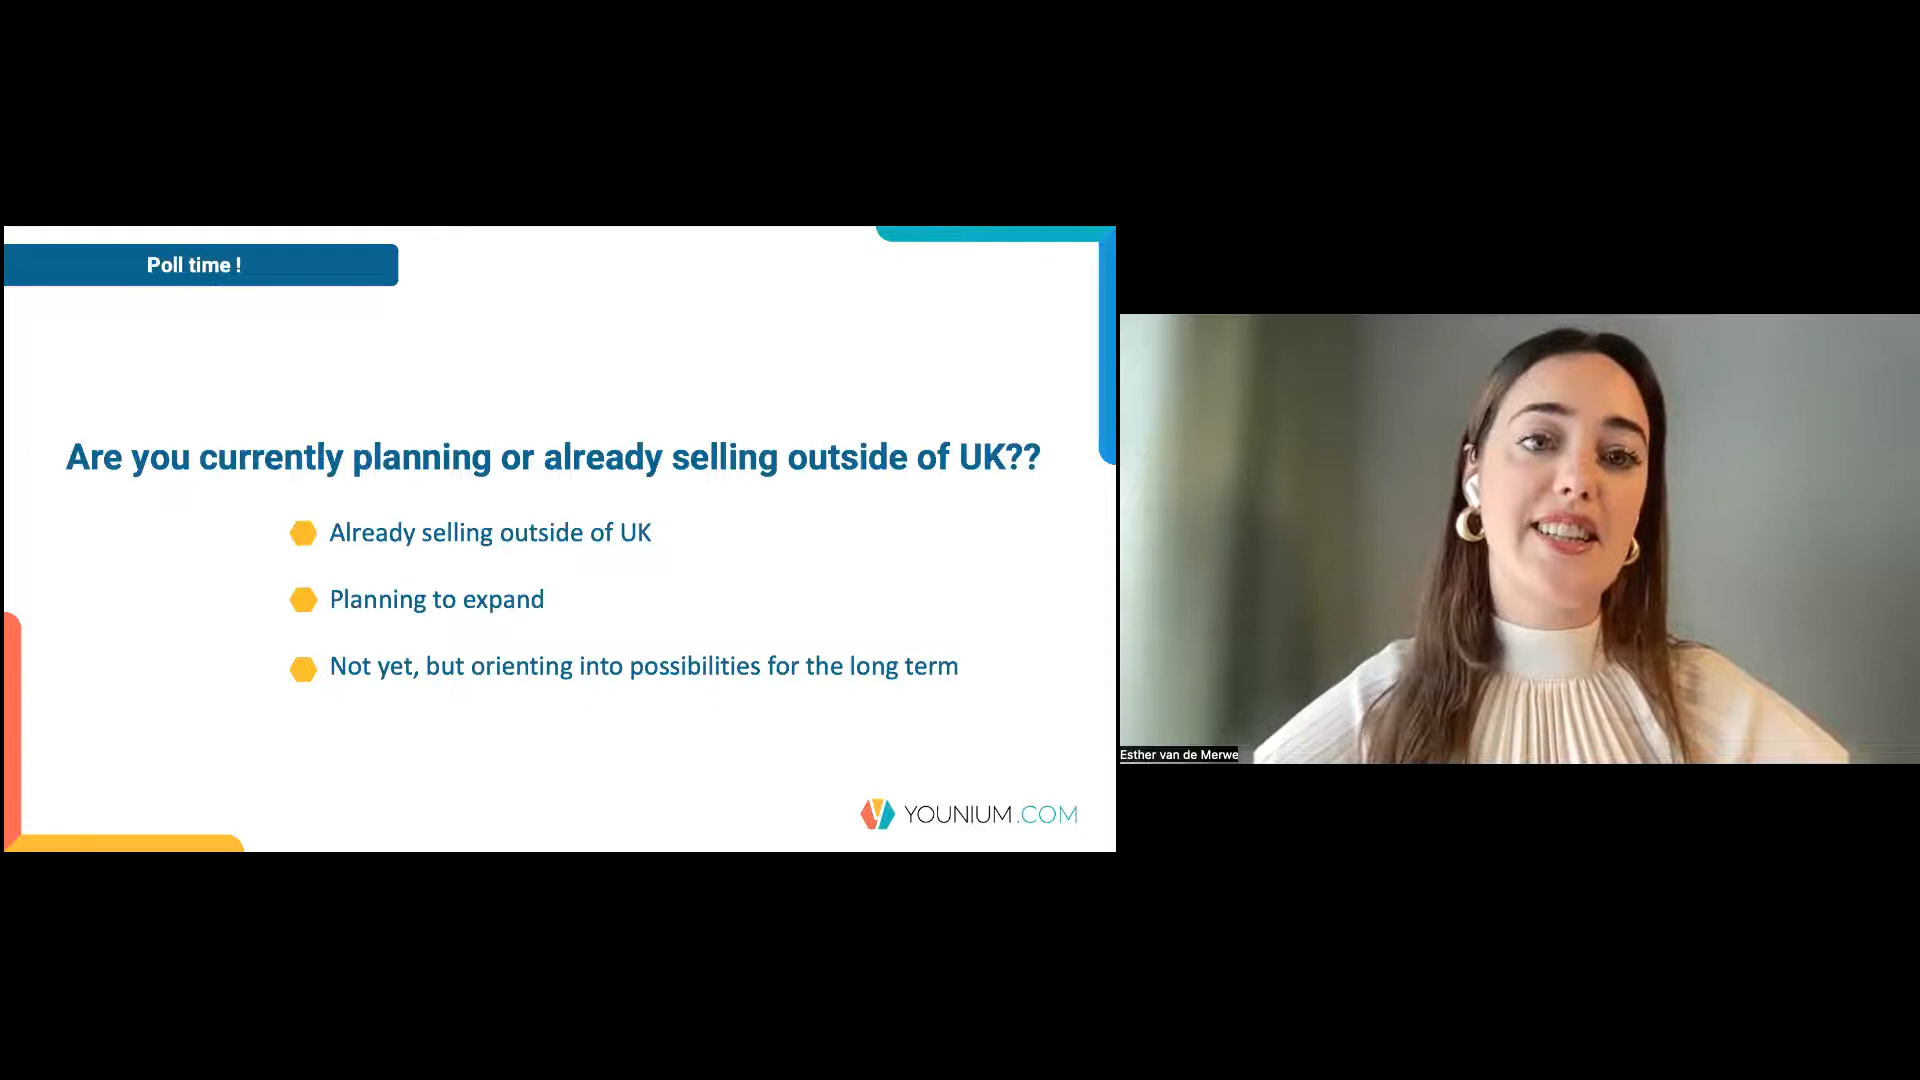 Poll time !
Are you currently planning or already selling outside of UK??
Already selling outside of UK
Planning to expand
Not yet, but orienting into possibilities for the long term
YOUNIUM.COM
Esther van de Merwe